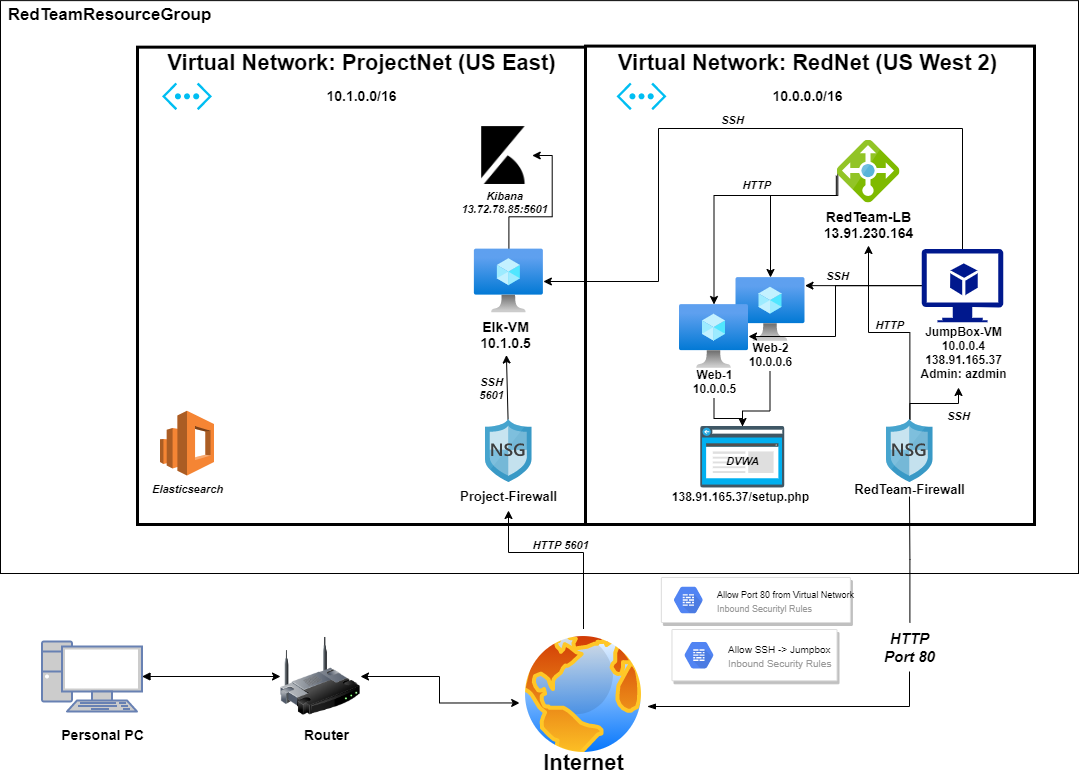 RedTeamResourceGroup
Virtual Network: ProjectNet (US East)
10.1.0.0/16
Virtual Network: RedNet (US West 2)
10.0.0.0/16
SSH
Kibana
13.72.78.85:5601
HTTP
RedTeam-LB
13.91.230.164
Elk-VM
10.1.0.5
SSH
HTTP
JumpBox-VM
10.0.0.4
138.91.165.37
Admin: azdmin
Web-2
10.0.0.6
Web-1
10.0.0.5
SSH
5601
SSH
NSG
Project-Firewall
Elasticsearch
DVWA
138.91.165.37/setup.php
NSG
RedTeam-Firewall
HTTP 5601
Allow Port 80 from Virtual Network
Inbound Securityl Rules
Allow SSH -> Jumpbox
Inbound Security Rules
HTTP
Port 80
Personal PC
Router
Internet